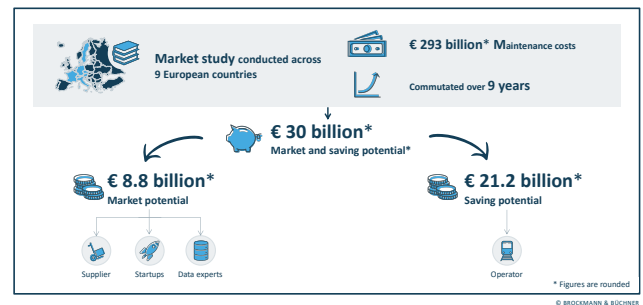 Market study conducted across
9 European countries
€ 293 billion* Maintenance costs
Commutated over 9 years
€ 30 billion*
Market and saving potential*
€ 8.8 billion*
Market potential
€ 21.2 billion*
Saving potential
Supplier
Startups
Data experts
Operator
* Figures are rounded
© BROCKMANN & BÜCHNER